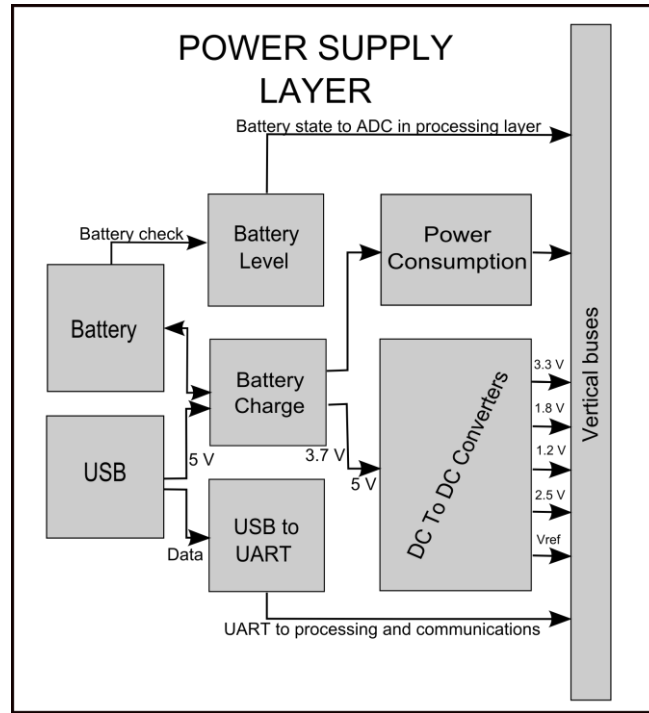 POWER SUPPLY
LAYER
Battery state to ADC in processing layer
Battery check
Battery
Level
Power
Consumption
Battery
Battery
Charge
USB
5 V
3.7 V
5 V
DC To DC Converters
3.3 V
1.8 V
1.2 V
2.5 V
Vref
Vertical buses
USB to
UART
Data
UART to processing and communications